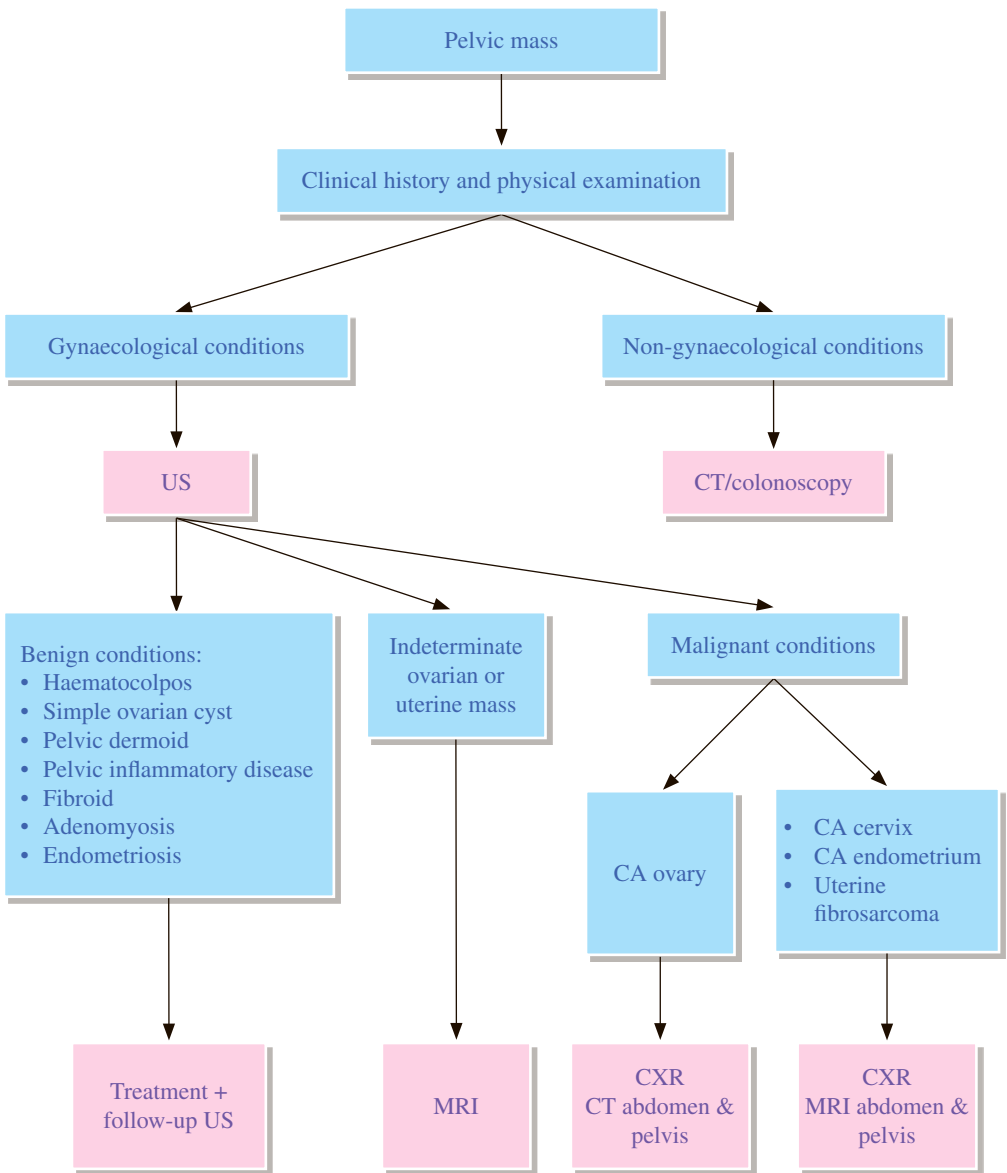 Pelvic mass
Clinical history and physical examination
Gynaecological conditions
Non-gynaecological conditions
US
CT/colonoscopy
Benign conditions:
• Haematocolpos
• Simple ovarian cyst
• Pelvic dermoid
• Pelvic inflammatory disease
• Fibroid
• Adenomyosis
• Endometriosis
Indeterminate
ovarian or
uterine mass
Malignant conditions
CA ovary
• CA cervix
• CA endometrium
• Uterine
fibrosarcoma
Treatment +
follow-up US
MRI
CXR
CT abdomen &
pelvis
CXR
MRI abdomen &
pelvis